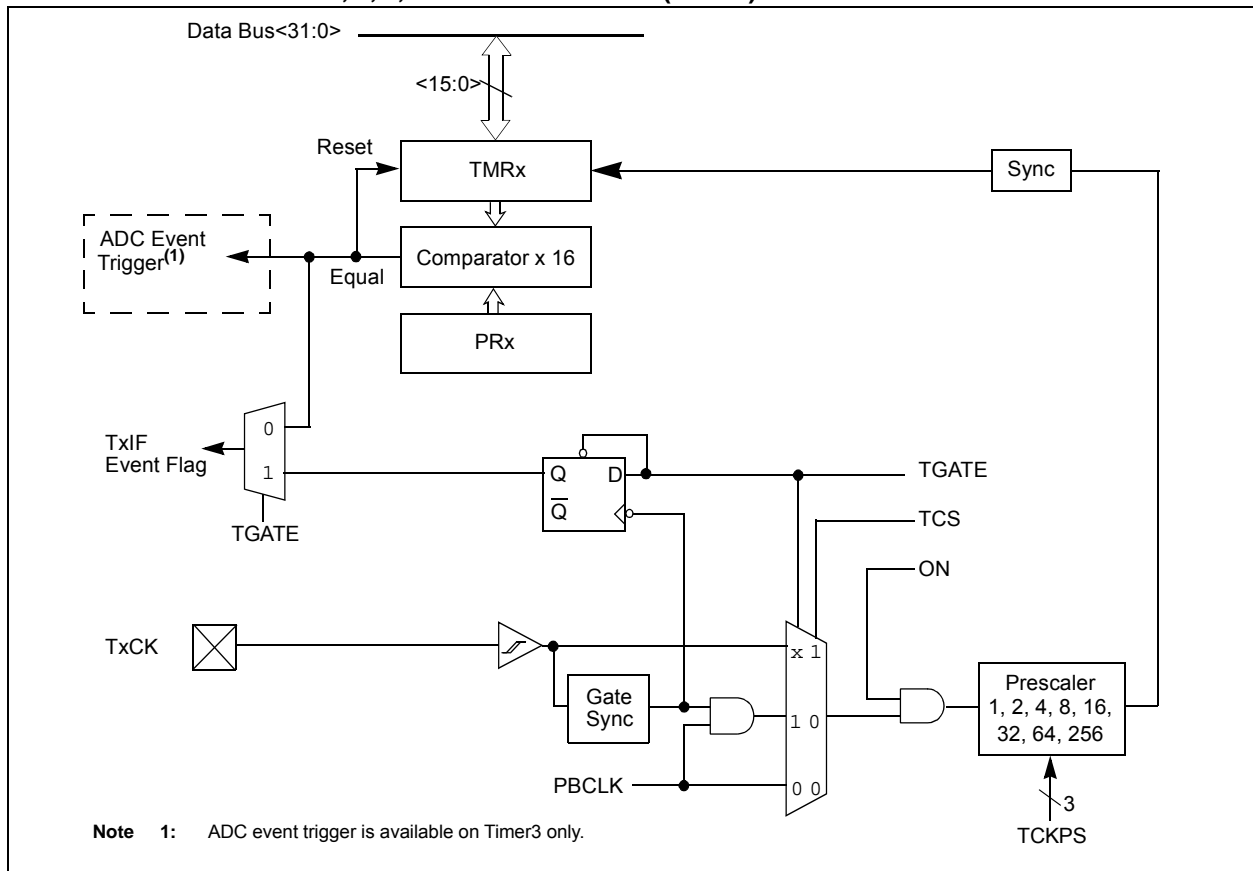 Data Bus<31:0>
<15:0>
Reset
TMRx
Sync
ADC Event
Trigger(1)
Equal
Comparator x 16
PRx
TxIF
Event Flag
0
1
TGATE
Q
D
Q
TGATE
TCS
ON
TxCK
x 1
Gate
Sync
1 0
PBCLK
0 0
Prescaler
1, 2, 4, 8, 16,
32, 64, 256
3
TCKPS
Note 1: ADC event trigger is available on Timer3 only.